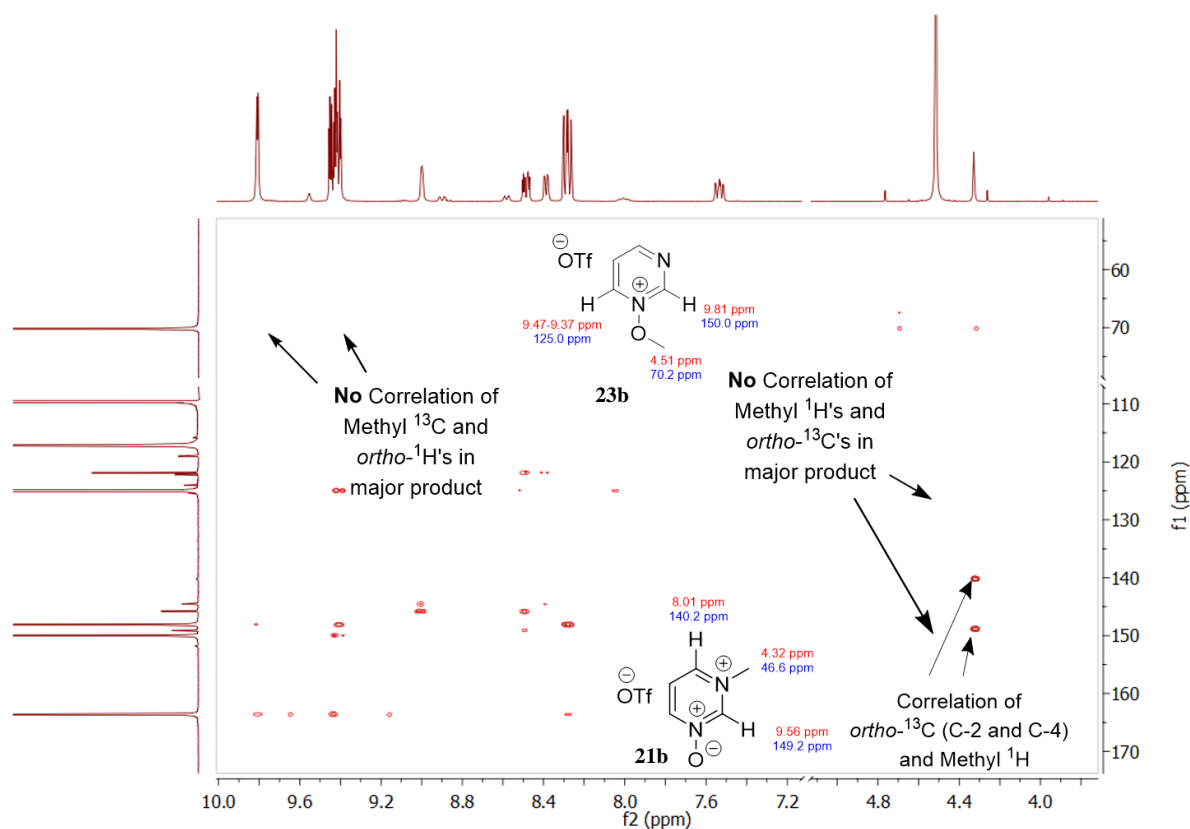 ⊖
OTf
N
H
⊕
N
H
O
9.47-9.37 ppm
125.0 ppm
9.81 ppm
150.0 ppm
4.51 ppm
70.2 ppm
23b
No Correlation of
Methyl ¹³C and
ortho-¹H's in
major product
No Correlation of
Methyl ¹H's and
ortho-¹³C's in
major product
8.01 ppm
140.2 ppm
H
⊕
N
4.32 ppm
46.6 ppm
⊖
OTf
⊕
N
H
O
⊖
9.56 ppm
149.2 ppm
21b
Correlation of
ortho-¹³C (C-2 and C-4)
and Methyl ¹H
60
70
110
120
130
140
150
160
170
f1 (ppm)
10.0 9.6 9.2 8.8 8.4 8.0 7.6 7.2 4.8 4.4 4.0
f2 (ppm)